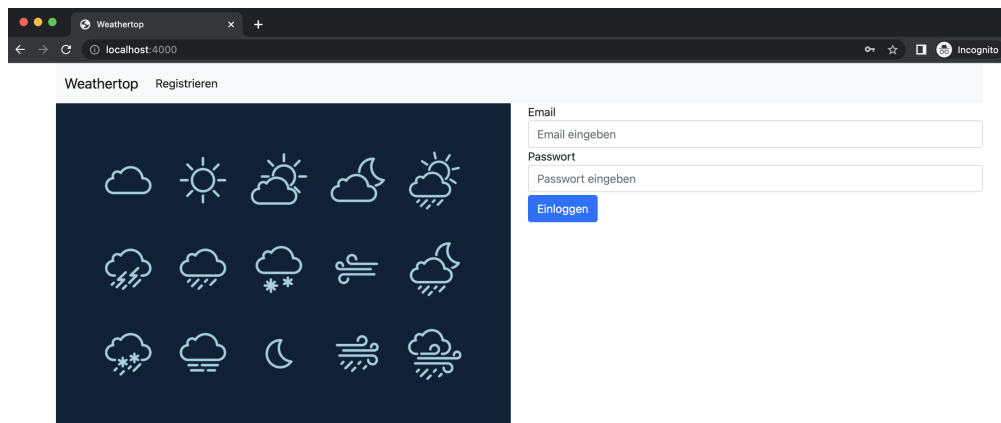 Weathertop
localhost:4000
Incognito
Weathertop Registrieren
Email
Email eingeben
Passwort
Passwort eingeben
Einloggen